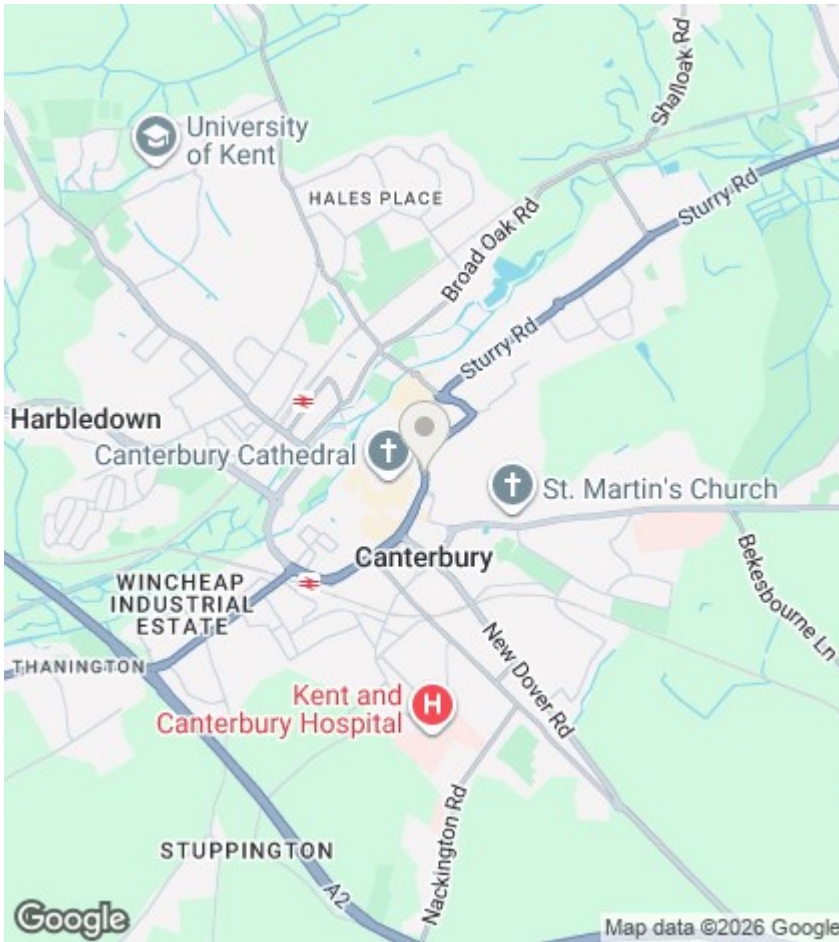 University
of Kent
HALES PLACE
Shalloak Rd
Broad Oak Rd
Sturry Rd
Sturry Rd
Harbledown
Canterbury Cathedral
St. Martin's Church
Canterbury
WINCHEAP
INDUSTRIAL
ESTATE
Bekesbourne Ln
THANINGTON
New Dover Rd
Kent and
Canterbury Hospital
H
Nackington Rd
STUPPINGTON
A2
Google
Map data ©2026 Google